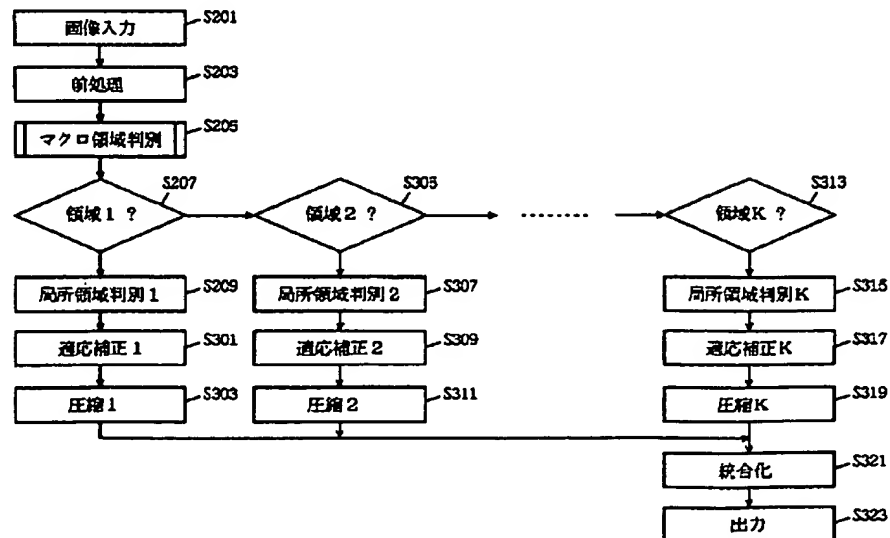 画像入力 S201
前処理 S203
マクロ領域判別 S205
領域1 ? S207
領域2 ? S305
領域K ? S313
局所領域判別1 S209
局所領域判別2 S307
局所領域判別K S315
適応補正1 S301
適応補正2 S309
適応補正K S317
圧縮1 S303
圧縮2 S311
圧縮K S319
統合化 S321
出力 S323